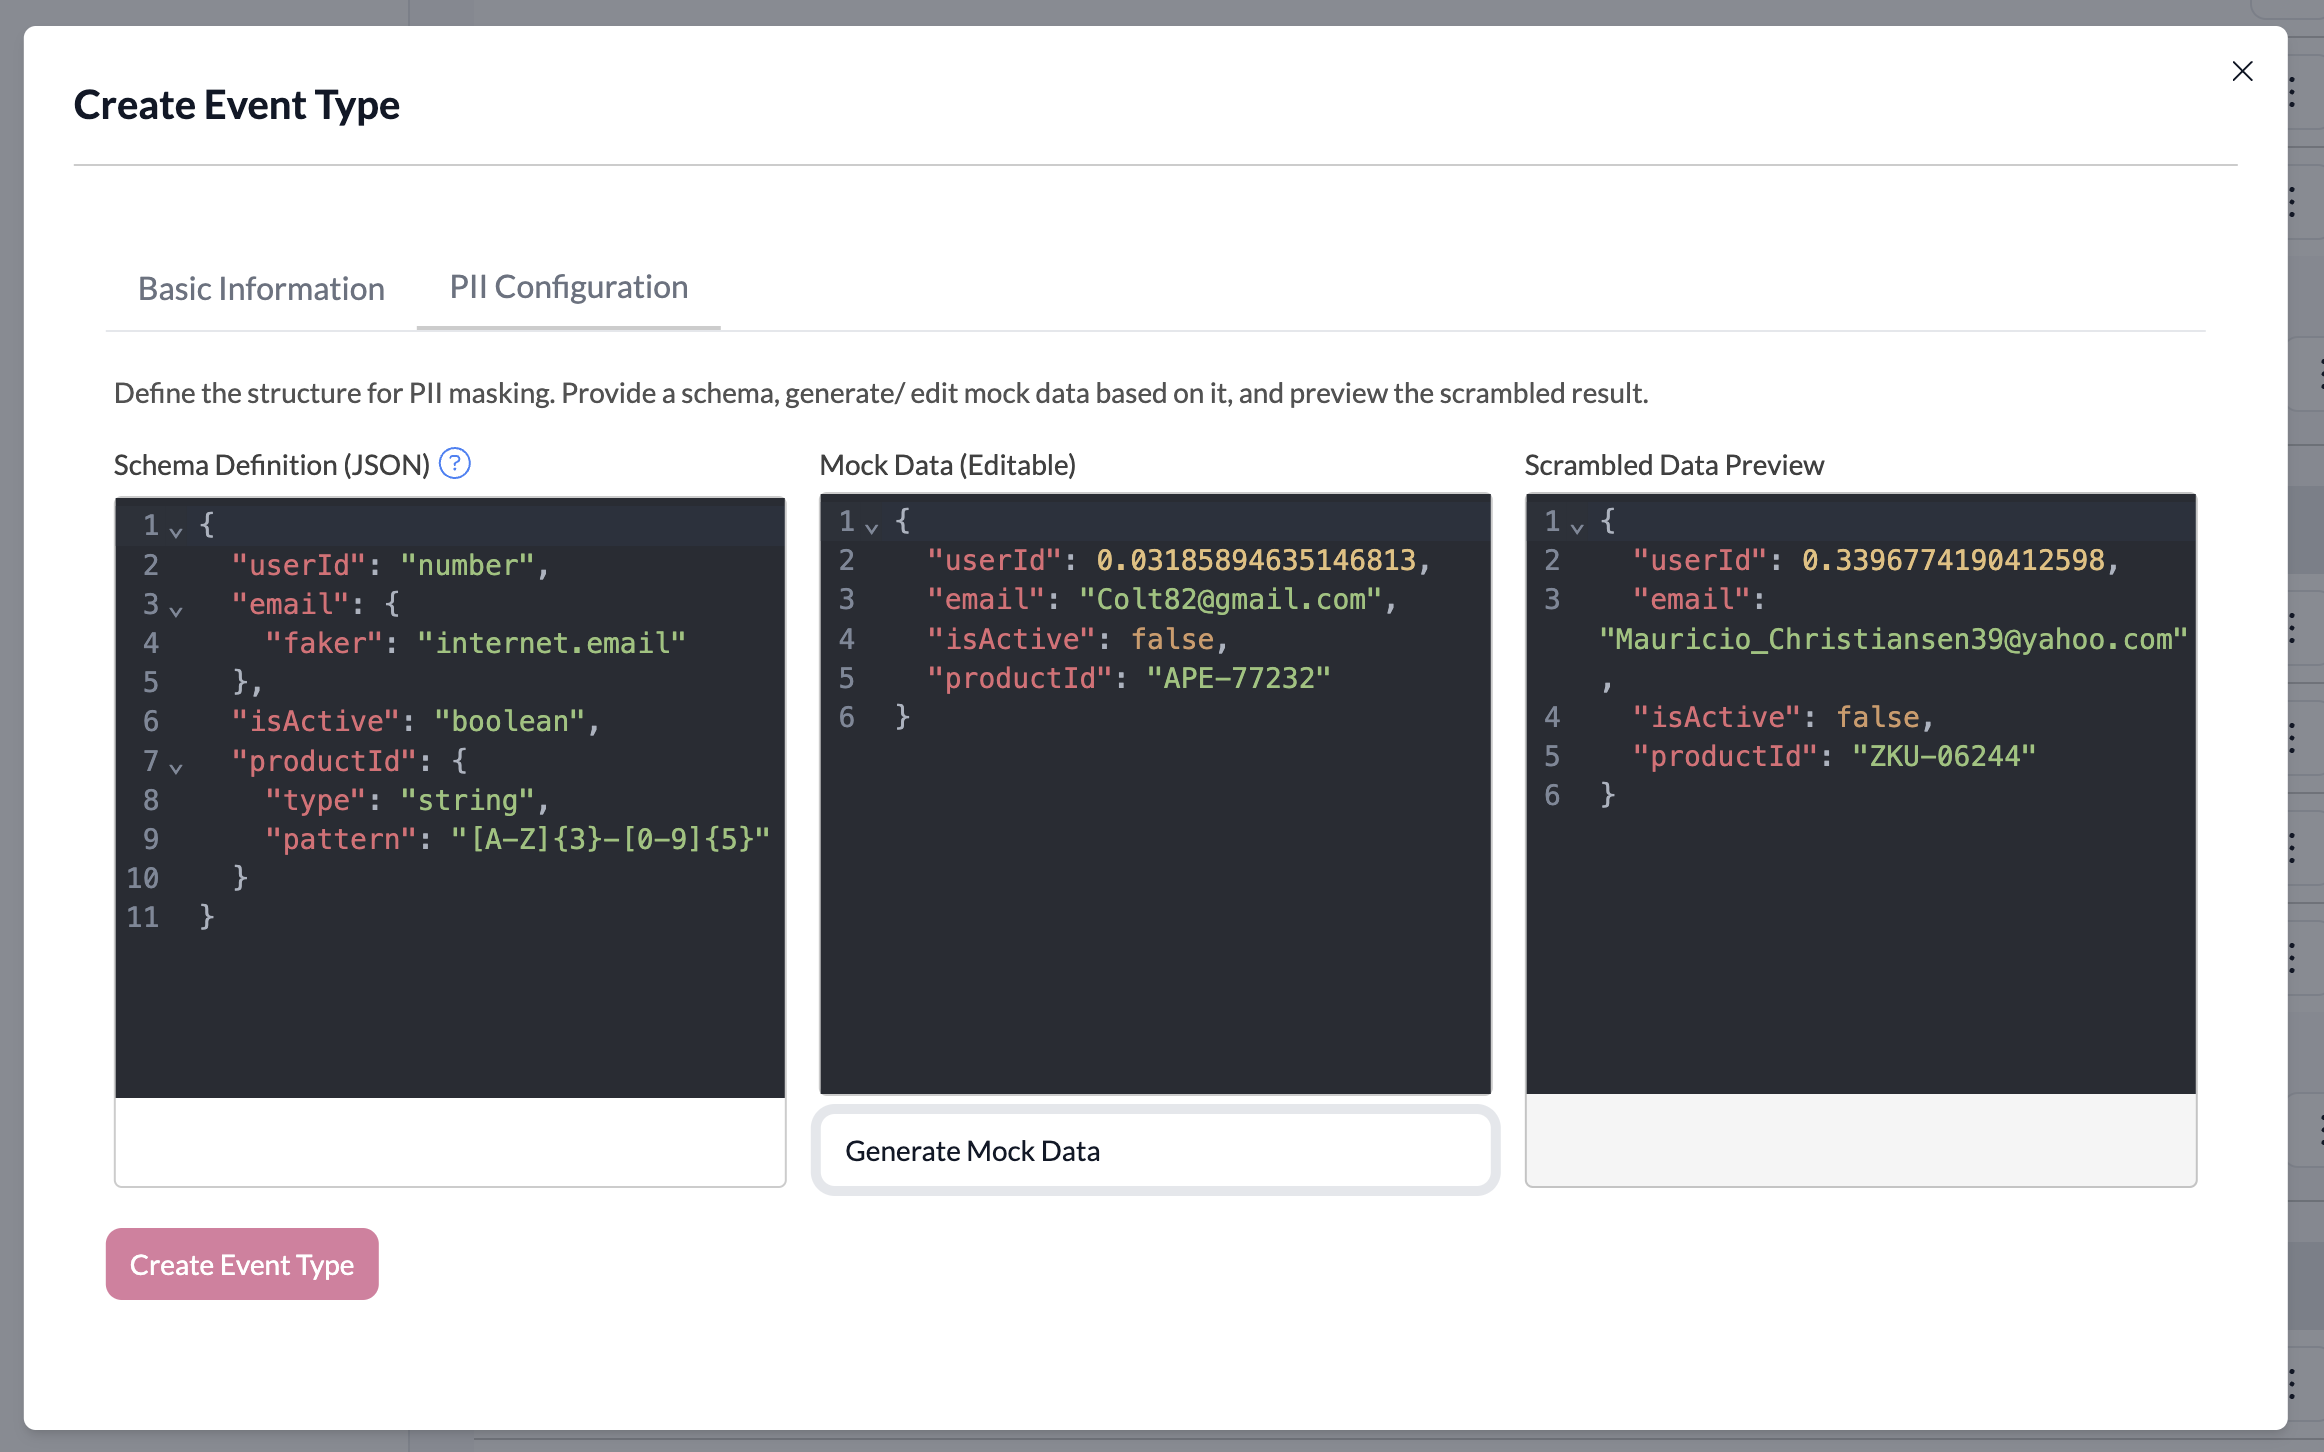 Create Event Type
Basic Information
PII Configuration
Define the structure for PII masking. Provide a schema, generate/ edit mock data based on it, and preview the scrambled result.
Schema Definition (JSON) ?
1 {
2   "userId": "number",
3   "email": {
4     "faker": "internet.email"
5   },
6   "isActive": "boolean",
7   "productId": {
8     "type": "string",
9     "pattern": "[A-Z]{3}-[0-9]{5}"
10   }
11 }
Mock Data (Editable)
1 {
2   "userId": 0.03185894635146813,
3   "email": "Colt82@gmail.com",
4   "isActive": false,
5   "productId": "APE-77232"
6 }
Generate Mock Data
Scrambled Data Preview
1 {
2   "userId": 0.3396774190412598,
3   "email":
"Mauricio_Christiansen39@yahoo.com"
,
4   "isActive": false,
5   "productId": "ZKU-06244"
6 }
Create Event Type